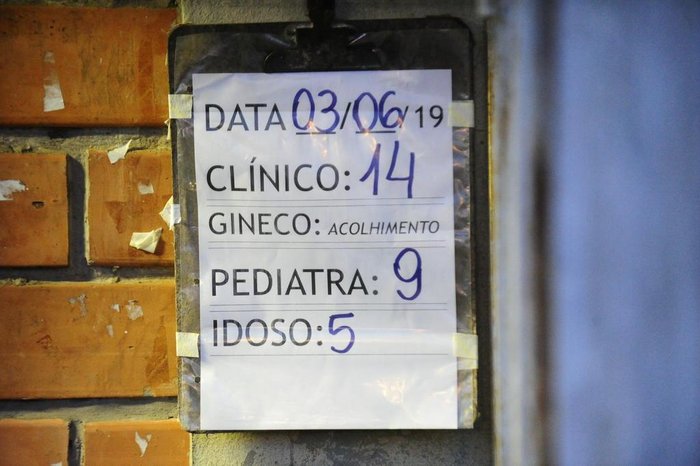 DATA 03/06/19
CLÍNICO: 14
GINECO: ACOLHIMENTO
PEDIATRA: 9
IDOSO: 5